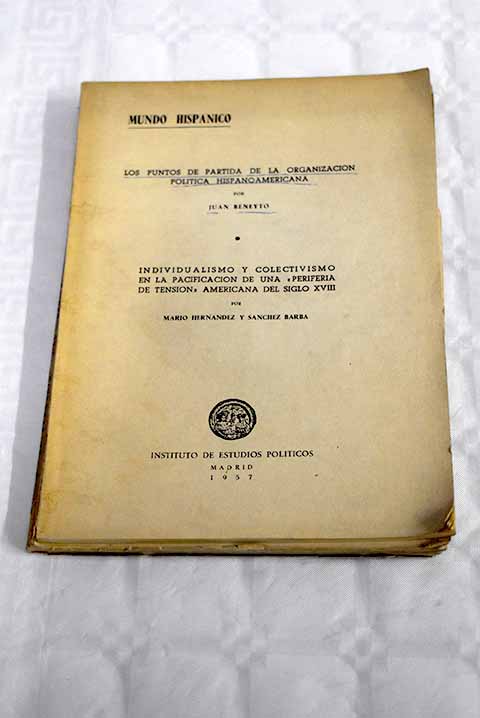 MUNDO HISPANICO
LOS PUNTOS DE PARTIDA DE LA ORGANIZACION
POLITICA HISPANOAMERICANA
POR
JUAN BENEYTO
INDIVIDUALISMO Y COLECTIVISMO
EN LA PACIFICACION DE UNA «PERIFERIA
DE TENSION» AMERICANA DEL SIGLO XVIII
POR
MARIO HERNANDEZ Y SANCHEZ BARBA
INSTITUTO DE ESTUDIOS POLITICOS
MADRID
1957